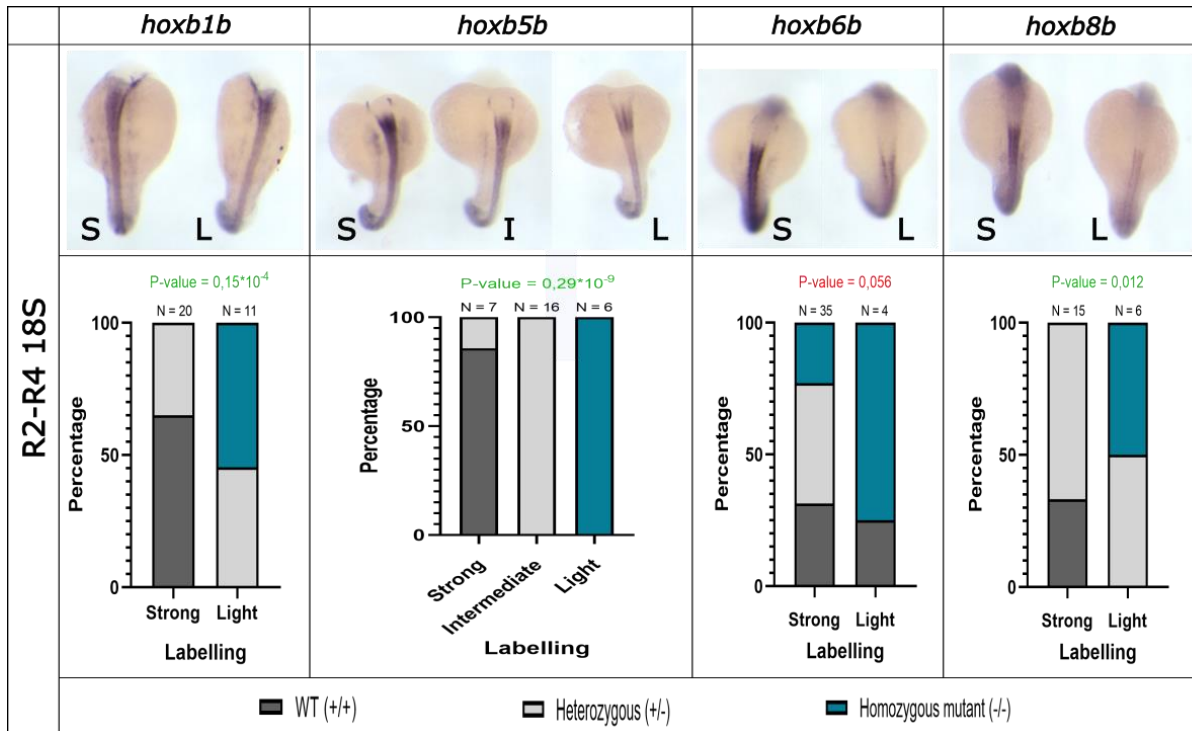 hoxb1b
hoxb5b
hoxb6b
hoxb8b
R2-R4 18S
S
L
S
I
L
S
L
S
L
P-value = 0,15*10-4
N = 20
N = 11
100
50
0
Percentage
Strong
Light
Labelling
P-value = 0,29*10-9
N = 7
N = 16
N = 6
100
50
0
Percentage
Strong
Intermediate
Light
Labelling
P-value = 0,056
N = 35
N = 4
100
50
0
Percentage
Strong
Light
Labelling
P-value = 0,012
N = 15
N = 6
100
50
0
Percentage
Strong
Light
Labelling
WT (+/+)
Heterozygous (+/-)
Homozygous mutant (-/-)